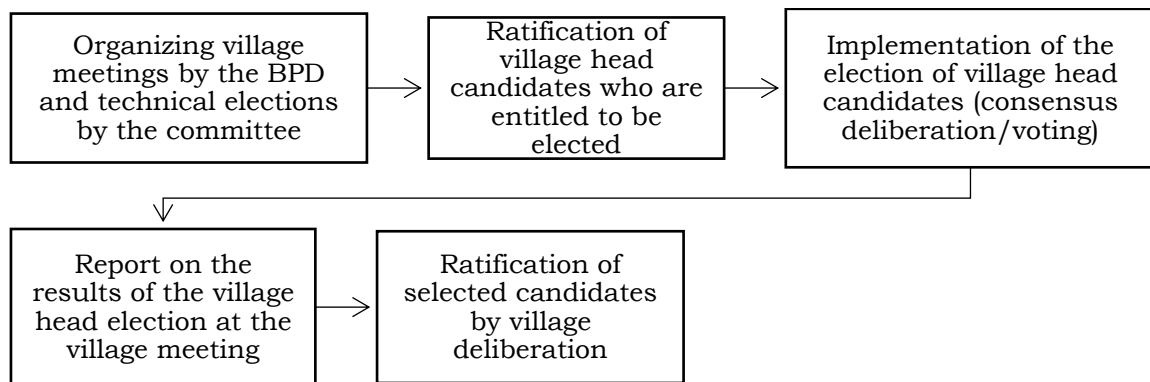 Organizing village
meetings by the BPD
and technical elections
by the committee
Ratification of
village head
candidates who are
entitled to be
elected
Implementation of the
election of village head
candidates (consensus
deliberation/voting)
Report on the
results of the village
head election at the
village meeting
Ratification of
selected candidates
by village
deliberation